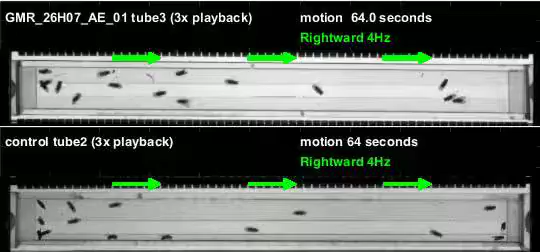 GMR_26H07_AE_01 tube3 (3x playback) motion  64.0 seconds
Rightward 4Hz
control tube2 (3x playback) motion 64 seconds
Rightward 4Hz